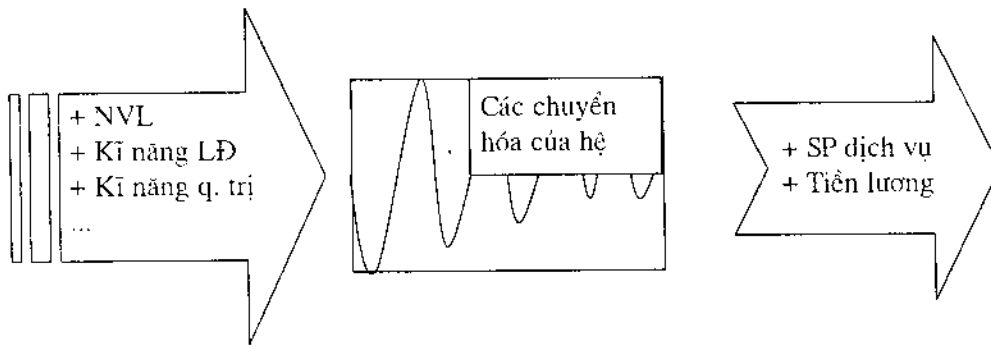 + NVL
+ Kĩ năng LĐ
+ Kĩ năng q. trị
...
Các chuyển
hóa của hệ
+ SP dịch vụ
+ Tiền lương